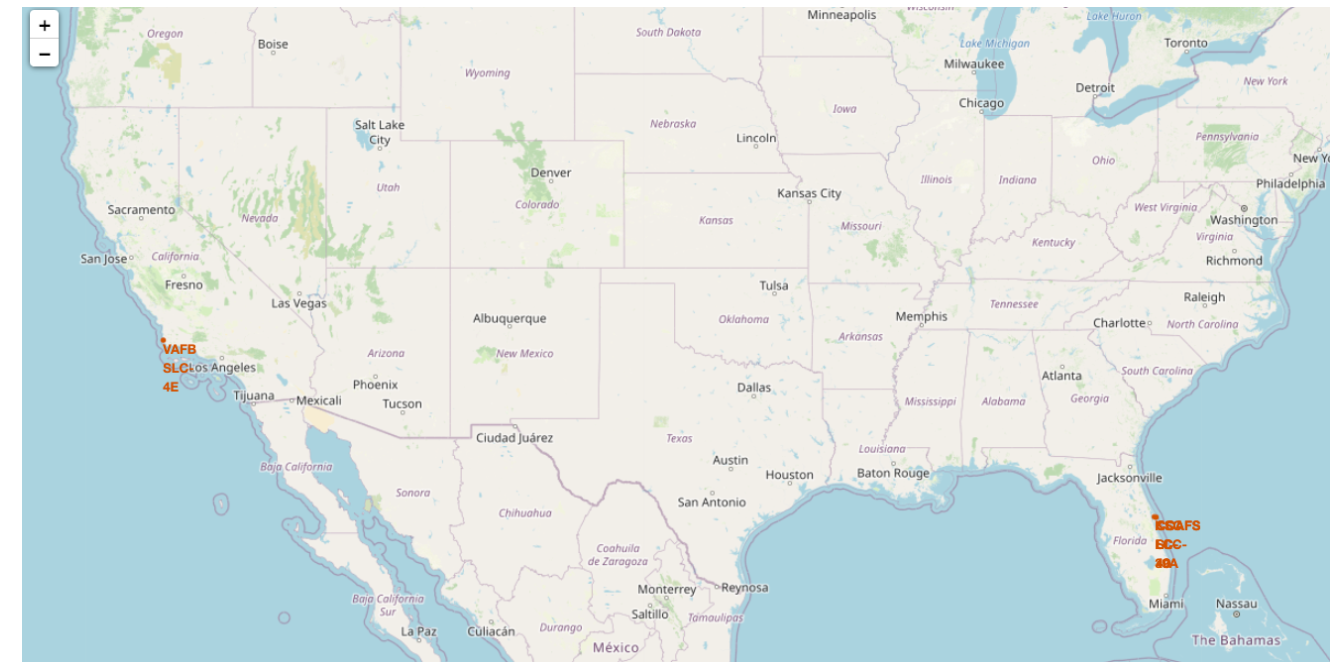 +
−
Oregon
Boise
South Dakota
Minneapolis
Wisconsin
Lake Huron
Toronto
Lake Michigan
Milwaukee
Wyoming
Detroit
New York
Chicago
Iowa
Salt Lake
City
Nebraska
Lincoln
Pennsylvania
Ohio
Denver
Utah
Illinois
Indiana
Philadelphia
Kansas City
Colorado
Sacramento
Nevada
Kansas
Missouri
West Virginia
Washington
Virginia
Kentucky
San Jose
California
Richmond
Fresno
Las Vegas
Tulsa
Raleigh
Tennessee
Albuquerque
Oklahoma
Memphis
Charlotte
North Carolina
Arkansas
VAFB
SLC-
4E
Los Angeles
Arizona
New Mexico
South Carolina
Atlanta
Phoenix
Dallas
Georgia
Tijuana
Mexicali
Tucson
Mississippi
Alabama
Ciudad Juárez
Texas
Louisiana
Austin
Houston
Baton Rouge
Baja California
Jacksonville
Sonora
San Antonio
Chihuahua
Florida
Coahuila
de Zaragoza
Monterrey
Reynosa
Baja California
Sur
Saltillo
Tamaulipas
Miami
Nassau
La Paz
Culiacán
Durango
México
The Bahamas